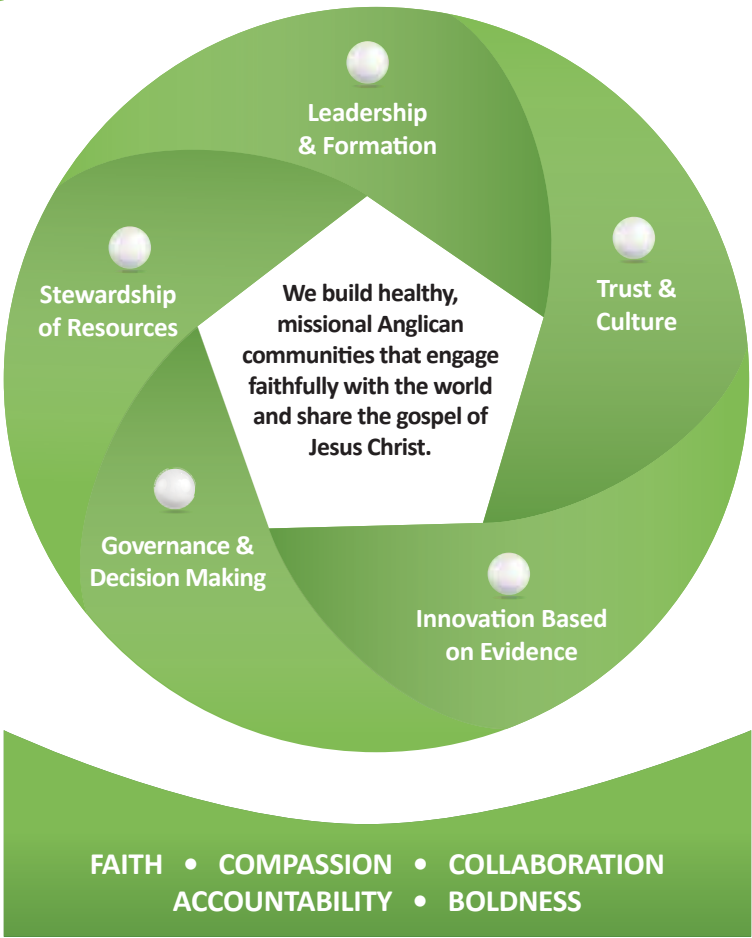 Leadership
& Formation
Trust &
Culture
Stewardship
of Resources
We build healthy,
missional Anglican
communities that engage
faithfully with the world
and share the gospel of
Jesus Christ.
Governance &
Decision Making
Innovation Based
on Evidence
FAITH • COMPASSION • COLLABORATION
ACCOUNTABILITY • BOLDNESS